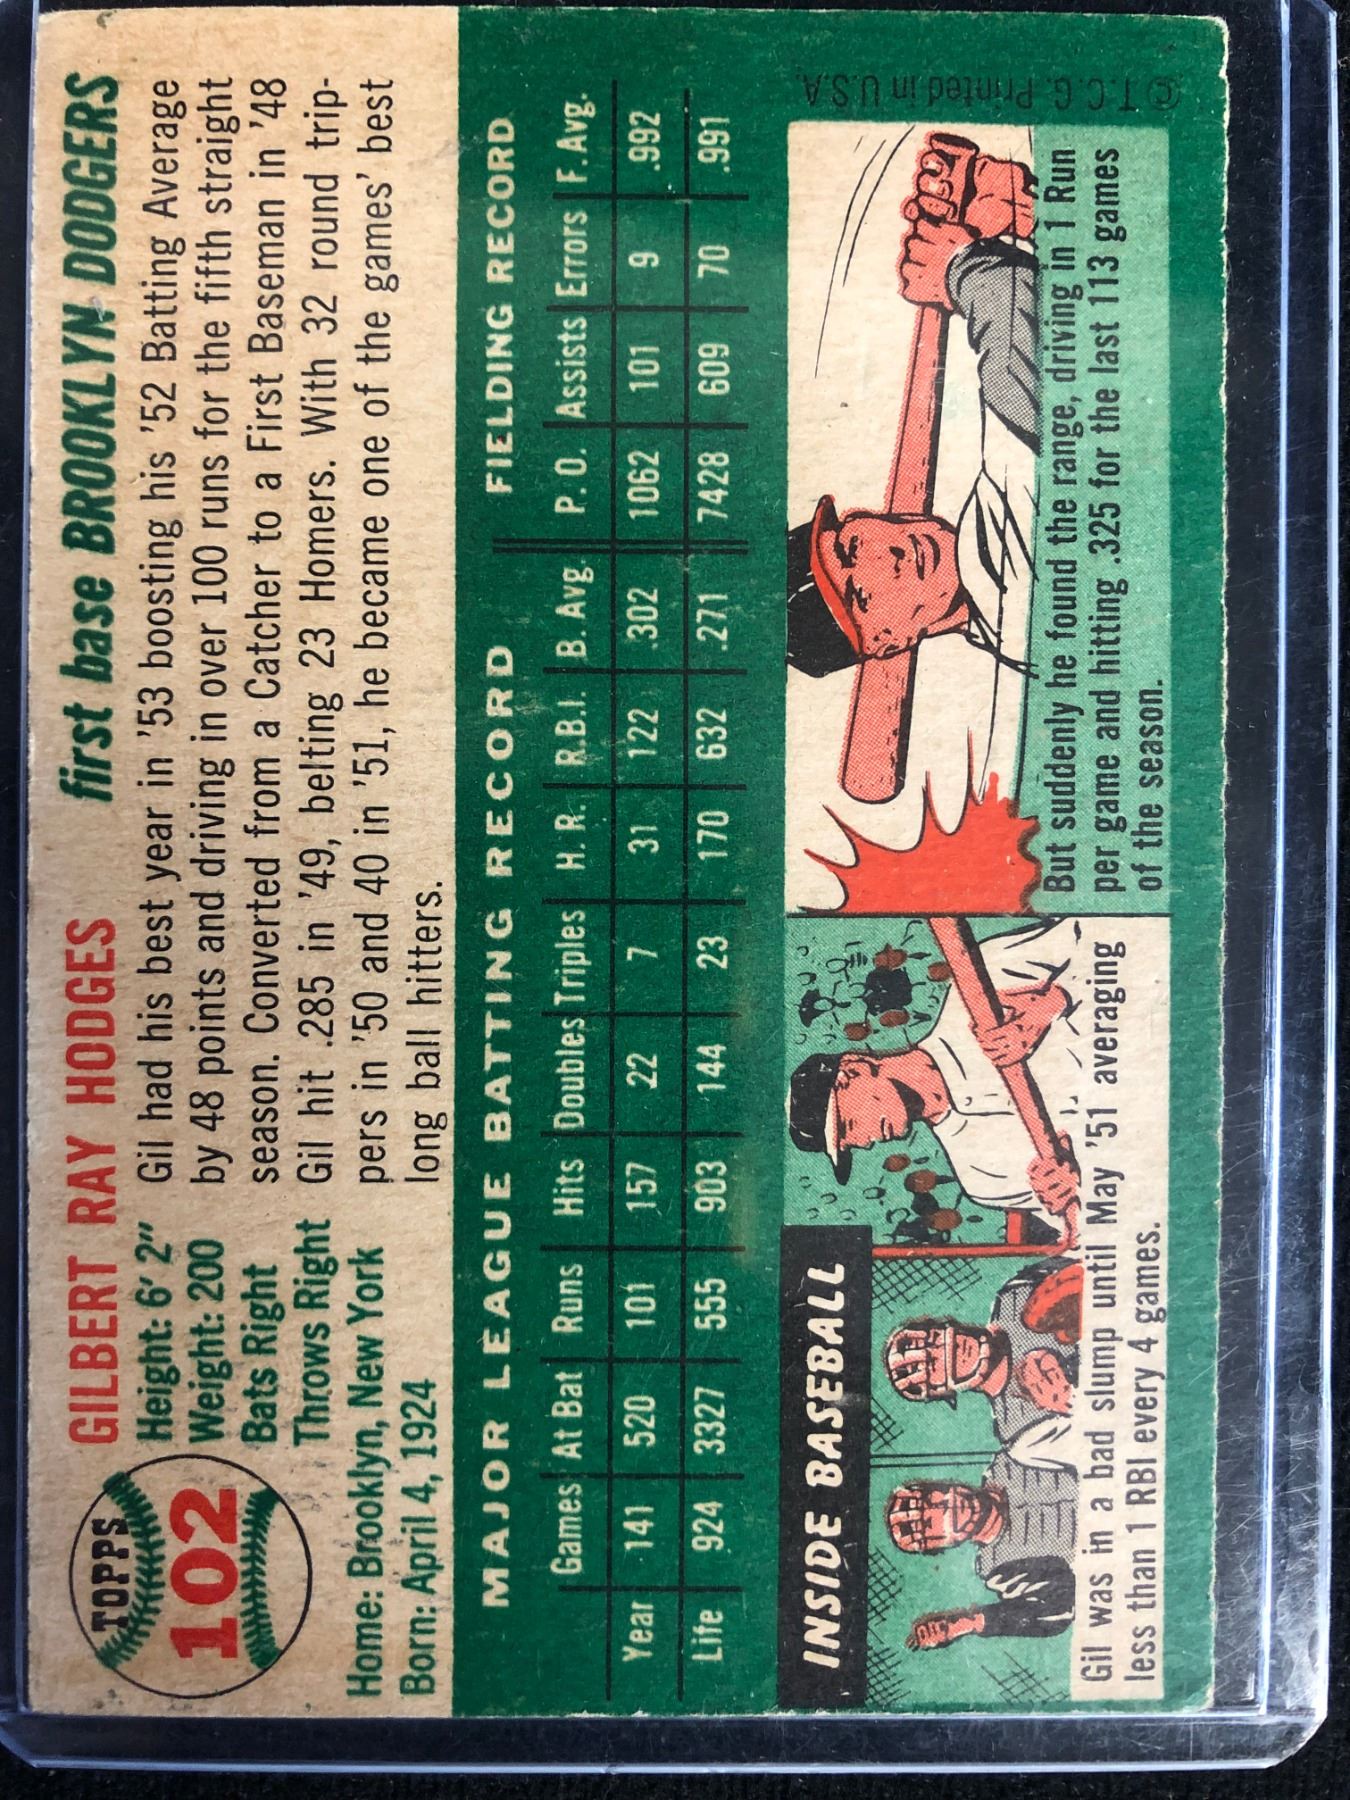 TOPPS
102
GILBERT RAY HODGES
first base BROOKLYN DODGERS
Height: 6' 2"
Weight: 200
Bats Right
Throws Right
Home: Brooklyn, New York
Born: April 4, 1924
Gil had his best year in '53 boosting his '52 Batting Average
by 48 points and driving in over 100 runs for the fifth straight
season. Converted from a Catcher to a First Baseman in '48
Gil hit .285 in '49, belting 23 Homers. With 32 round trip-
pers in '50 and 40 in '51, he became one of the games' best
long ball hitters.
MAJOR LEAGUE BATTING RECORD FIELDING RECORD
Games At Bat Runs Hits Doubles Triples H. R. R.B.I. B. Avg. P. O. Assists Errors F. Avg.
Year 141 520 101 157 22 7 31 122 .302 1062 101 9 .992
Life 924 3327 555 903 144 23 170 632 .271 7428 609 70 .991
INSIDE BASEBALL
Gil was in a bad slump until May '51 averaging
less than 1 RBI every 4 games.
But suddenly he found the range, driving in 1 Run
per game and hitting .325 for the last 113 games
of the season.
© T.C.G. Printed in U.S.A.